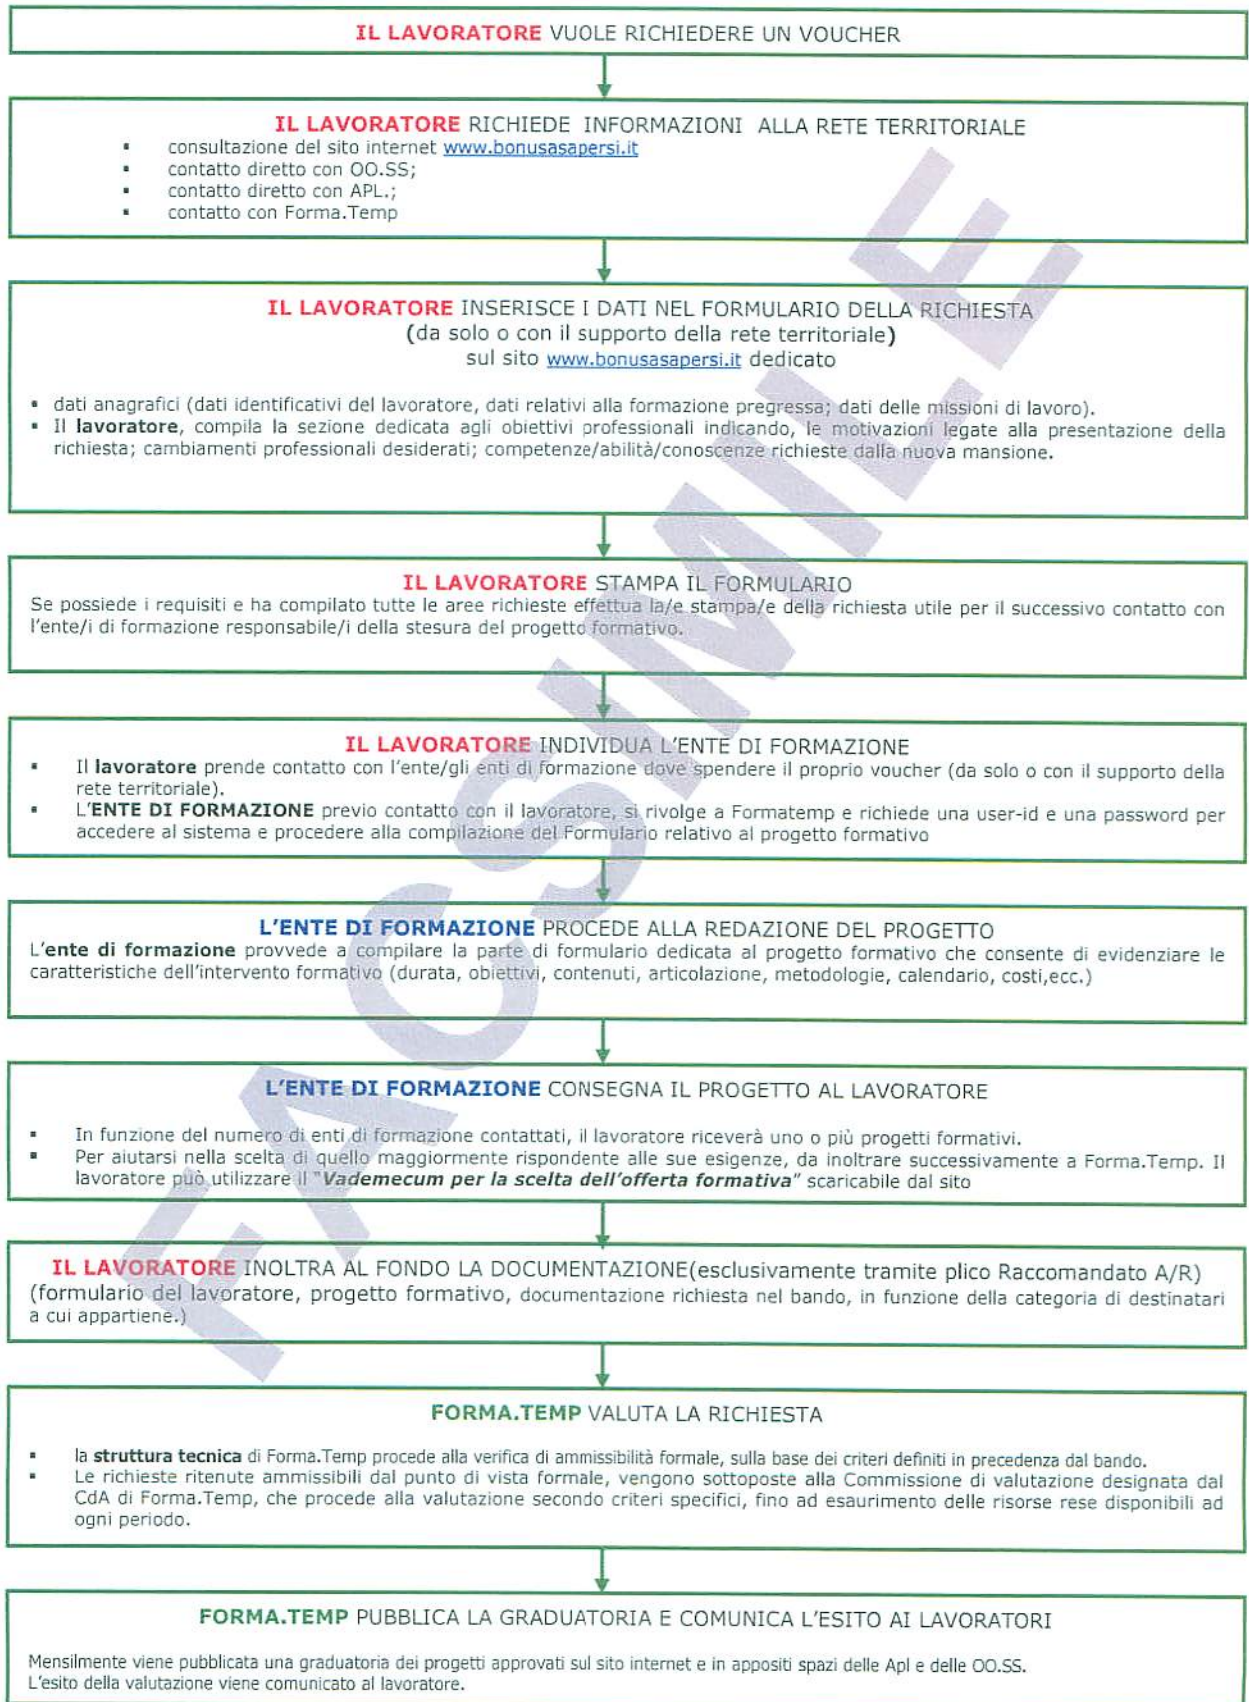 IL LAVORATORE VUOLE RICHIEDERE UN VOUCHER
IL LAVORATORE RICHIEDE INFORMAZIONI ALLA RETE TERRITORIALE
▪ consultazione del sito internet www.bonusasapersi.it
▪ contatto diretto con OO.SS;
▪ contatto diretto con APL.;
▪ contatto con Forma.Temp
IL LAVORATORE INSERISCE I DATI NEL FORMULARIO DELLA RICHIESTA
(da solo o con il supporto della rete territoriale)
sul sito www.bonusasapersi.it dedicato
▪ dati anagrafici (dati identificativi del lavoratore, dati relativi alla formazione pregressa; dati delle missioni di lavoro).
▪ Il lavoratore, compila la sezione dedicata agli obiettivi professionali indicando, le motivazioni legate alla presentazione della
richiesta; cambiamenti professionali desiderati; competenze/abilità/conoscenze richieste dalla nuova mansione.
IL LAVORATORE STAMPA IL FORMULARIO
Se possiede i requisiti e ha compilato tutte le aree richieste effettua la/e stampa/e della richiesta utile per il successivo contatto con
l'ente/i di formazione responsabile/i della stesura del progetto formativo.
IL LAVORATORE INDIVIDUA L'ENTE DI FORMAZIONE
▪ Il lavoratore prende contatto con l'ente/gli enti di formazione dove spendere il proprio voucher (da solo o con il supporto della
rete territoriale).
▪ L'ENTE DI FORMAZIONE previo contatto con il lavoratore, si rivolge a Formatemp e richiede una user-id e una password per
accedere al sistema e procedere alla compilazione del Formulario relativo al progetto formativo
L'ENTE DI FORMAZIONE PROCEDE ALLA REDAZIONE DEL PROGETTO
L'ente di formazione provvede a compilare la parte di formulario dedicata al progetto formativo che consente di evidenziare le
caratteristiche dell'intervento formativo (durata, obiettivi, contenuti, articolazione, metodologie, calendario, costi,ecc.)
L'ENTE DI FORMAZIONE CONSEGNA IL PROGETTO AL LAVORATORE
▪ In funzione del numero di enti di formazione contattati, il lavoratore riceverà uno o più progetti formativi.
▪ Per aiutarsi nella scelta di quello maggiormente rispondente alle sue esigenze, da inoltrare successivamente a Forma.Temp. Il
lavoratore può utilizzare il "Vademecum per la scelta dell'offerta formativa" scaricabile dal sito
IL LAVORATORE INOLTRA AL FONDO LA DOCUMENTAZIONE(esclusivamente tramite plico Raccomandato A/R)
(formulario del lavoratore, progetto formativo, documentazione richiesta nel bando, in funzione della categoria di destinatari
a cui appartiene.)
FORMA.TEMP VALUTA LA RICHIESTA
▪ la struttura tecnica di Forma.Temp procede alla verifica di ammissibilità formale, sulla base dei criteri definiti in precedenza dal bando.
▪ Le richieste ritenute ammissibili dal punto di vista formale, vengono sottoposte alla Commissione di valutazione designata dal
CdA di Forma.Temp, che procede alla valutazione secondo criteri specifici, fino ad esaurimento delle risorse rese disponibili ad
ogni periodo.
FORMA.TEMP PUBBLICA LA GRADUATORIA E COMUNICA L'ESITO AI LAVORATORI
Mensilmente viene pubblicata una graduatoria dei progetti approvati sul sito internet e in appositi spazi delle Apl e delle OO.SS.
L'esito della valutazione viene comunicato al lavoratore.
FACSIMILE